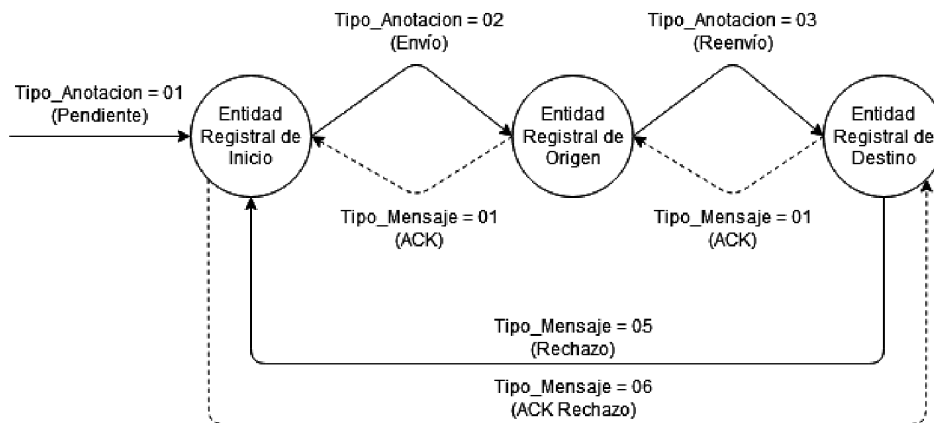 Tipo_Anotacion = 02
(Envío)
Tipo_Anotacion = 03
(Reenvío)
Tipo_Anotacion = 01
(Pendiente)
Entidad
Registral de
Inicio
Entidad
Registral de
Origen
Entidad
Registral de
Destino
Tipo_Mensaje = 01
(ACK)
Tipo_Mensaje = 01
(ACK)
Tipo_Mensaje = 05
(Rechazo)
Tipo_Mensaje = 06
(ACK Rechazo)